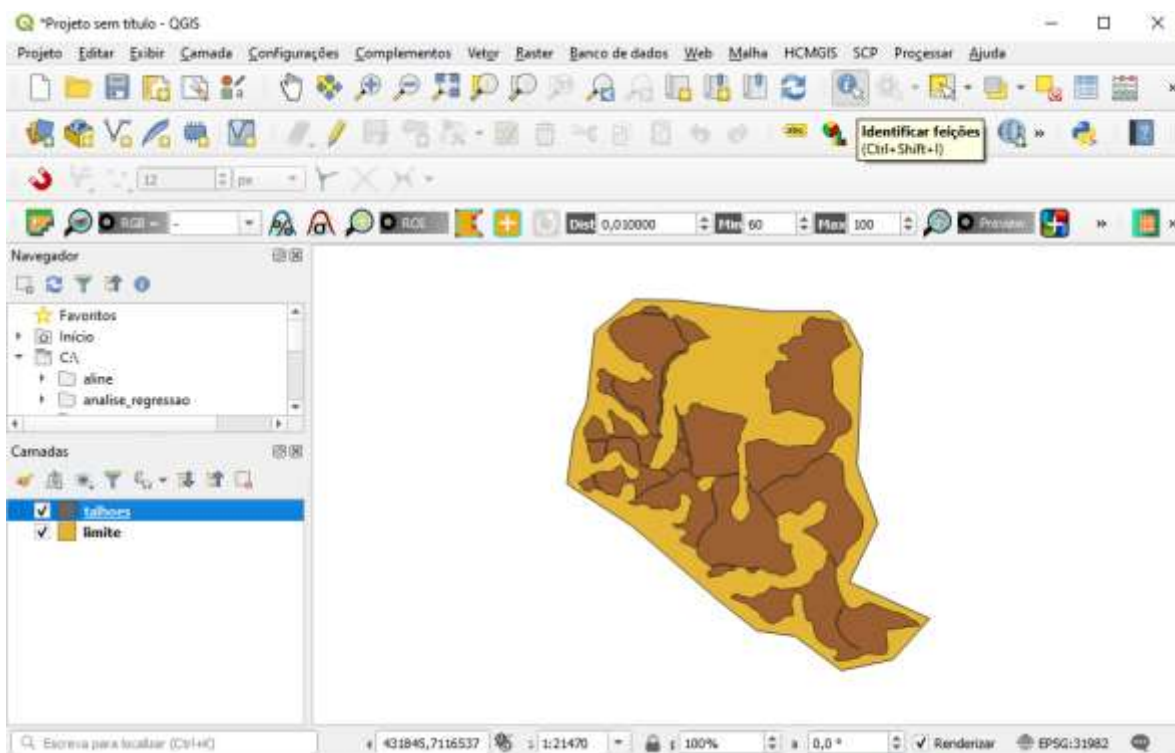 *Projeto sem título - QGIS
Projeto Editar Exibir Camada Configurações Complementos Vetor Raster Banco de dados Web Malha HCMGIS SCP Processar Ajuda
abc
Identificar feições
(Ctrl+Shift+I)
12 px
RGB = - ROI Dist 0,010000 Min 60 Max 100 Preview
Navegador
Favoritos
Início
C:\
aline
analise_regressao
Camadas
talhoes
limite
Escreva para localizar (Ctrl+K) 431845,7116537 1:21470 100% 0,0 ° Renderizar EPSG:31982